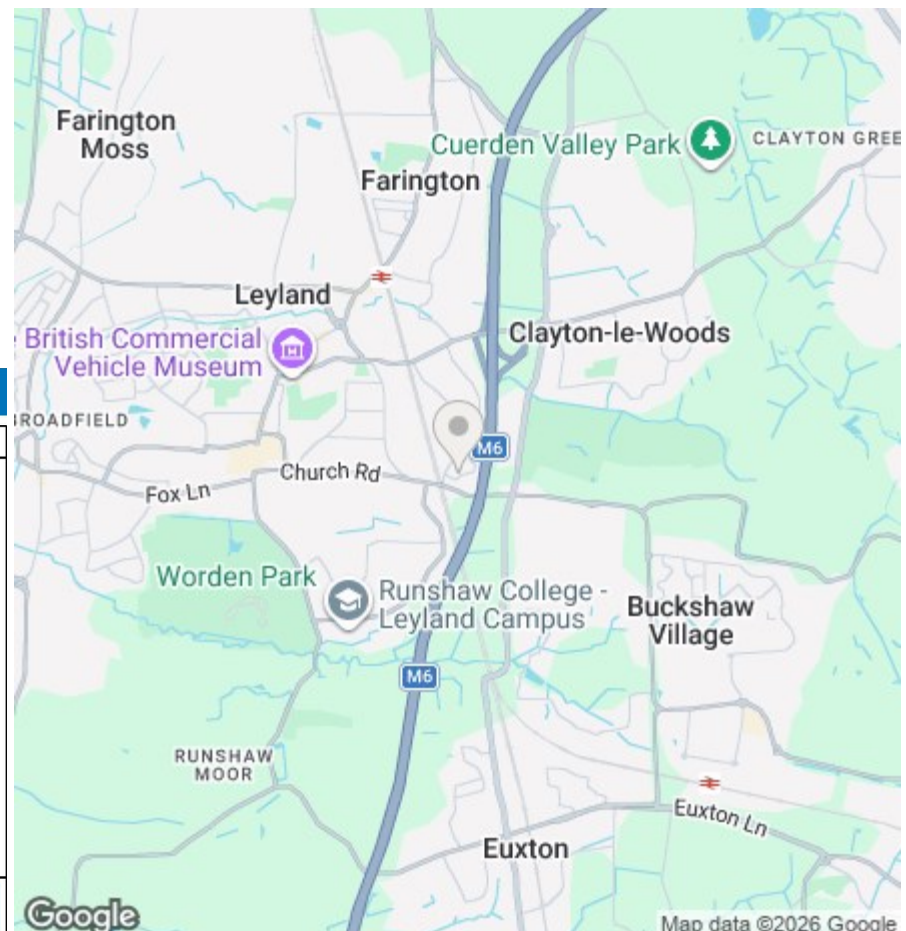 Farington
Moss
Cuerden Valley Park
CLAYTON GREE
Farington
Leyland
e British Commercial
Vehicle Museum
Clayton-le-Woods
BROADFIELD
M6
Church Rd
Fox Ln
Worden Park
Runshaw College -
Leyland Campus
Buckshaw
Village
M6
RUNSHAW
MOOR
Euxton Ln
Euxton
Google
Map data ©2026 Google